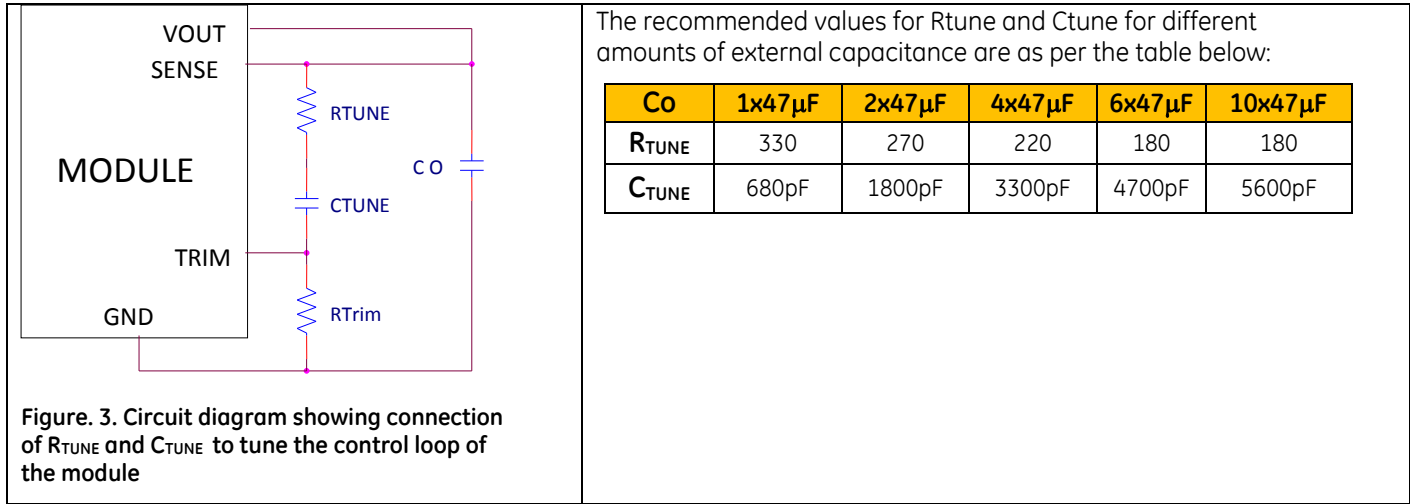 VOUT
SENSE
RTUNE
MODULE
C O
CTUNE
TRIM
GND
RTrim
Figure. 3. Circuit diagram showing connection
of RTUNE and CTUNE to tune the control loop of
the module
The recommended values for Rtune and Ctune for different
amounts of external capacitance are as per the table below:
Co 1x47µF 2x47µF 4x47µF 6x47µF 10x47µF
RTUNE 330 270 220 180 180
CTUNE 680pF 1800pF 3300pF 4700pF 5600pF